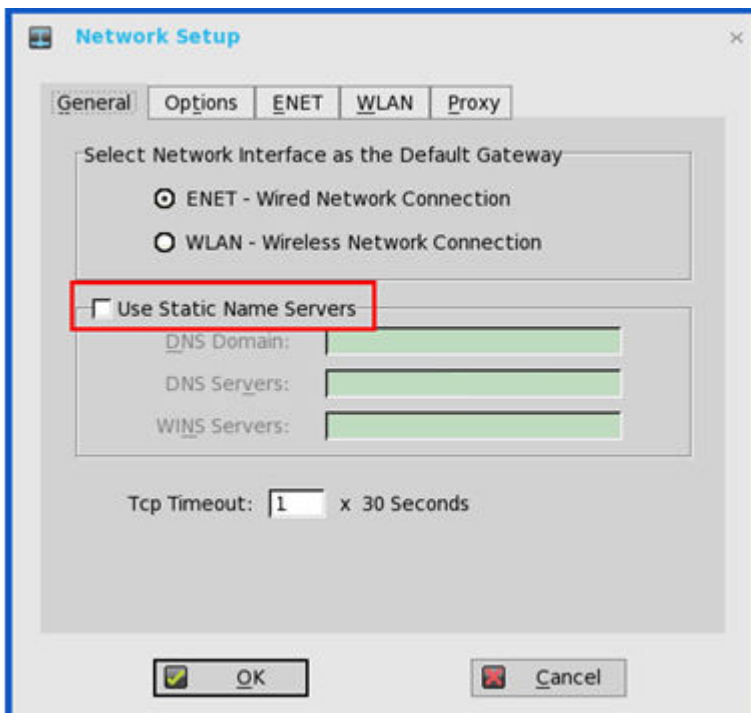 Network Setup
General Options ENET WLAN Proxy
Select Network Interface as the Default Gateway
ENET - Wired Network Connection
WLAN - Wireless Network Connection
Use Static Name Servers
DNS Domain:
DNS Servers:
WINS Servers:
Tcp Timeout: 1 x 30 Seconds
OK Cancel